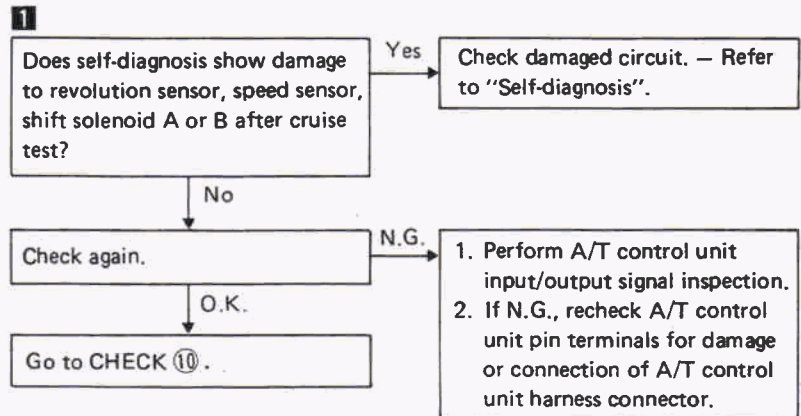 1
Does self-diagnosis show damage
to revolution sensor, speed sensor,
shift solenoid A or B after cruise
test?
Yes
Check damaged circuit. — Refer
to "Self-diagnosis".
No
Check again.
N.G.
1. Perform A/T control unit
input/output signal inspection.
2. If N.G., recheck A/T control
unit pin terminals for damage
or connection of A/T control
unit harness connector.
O.K.
Go to CHECK ⑩.